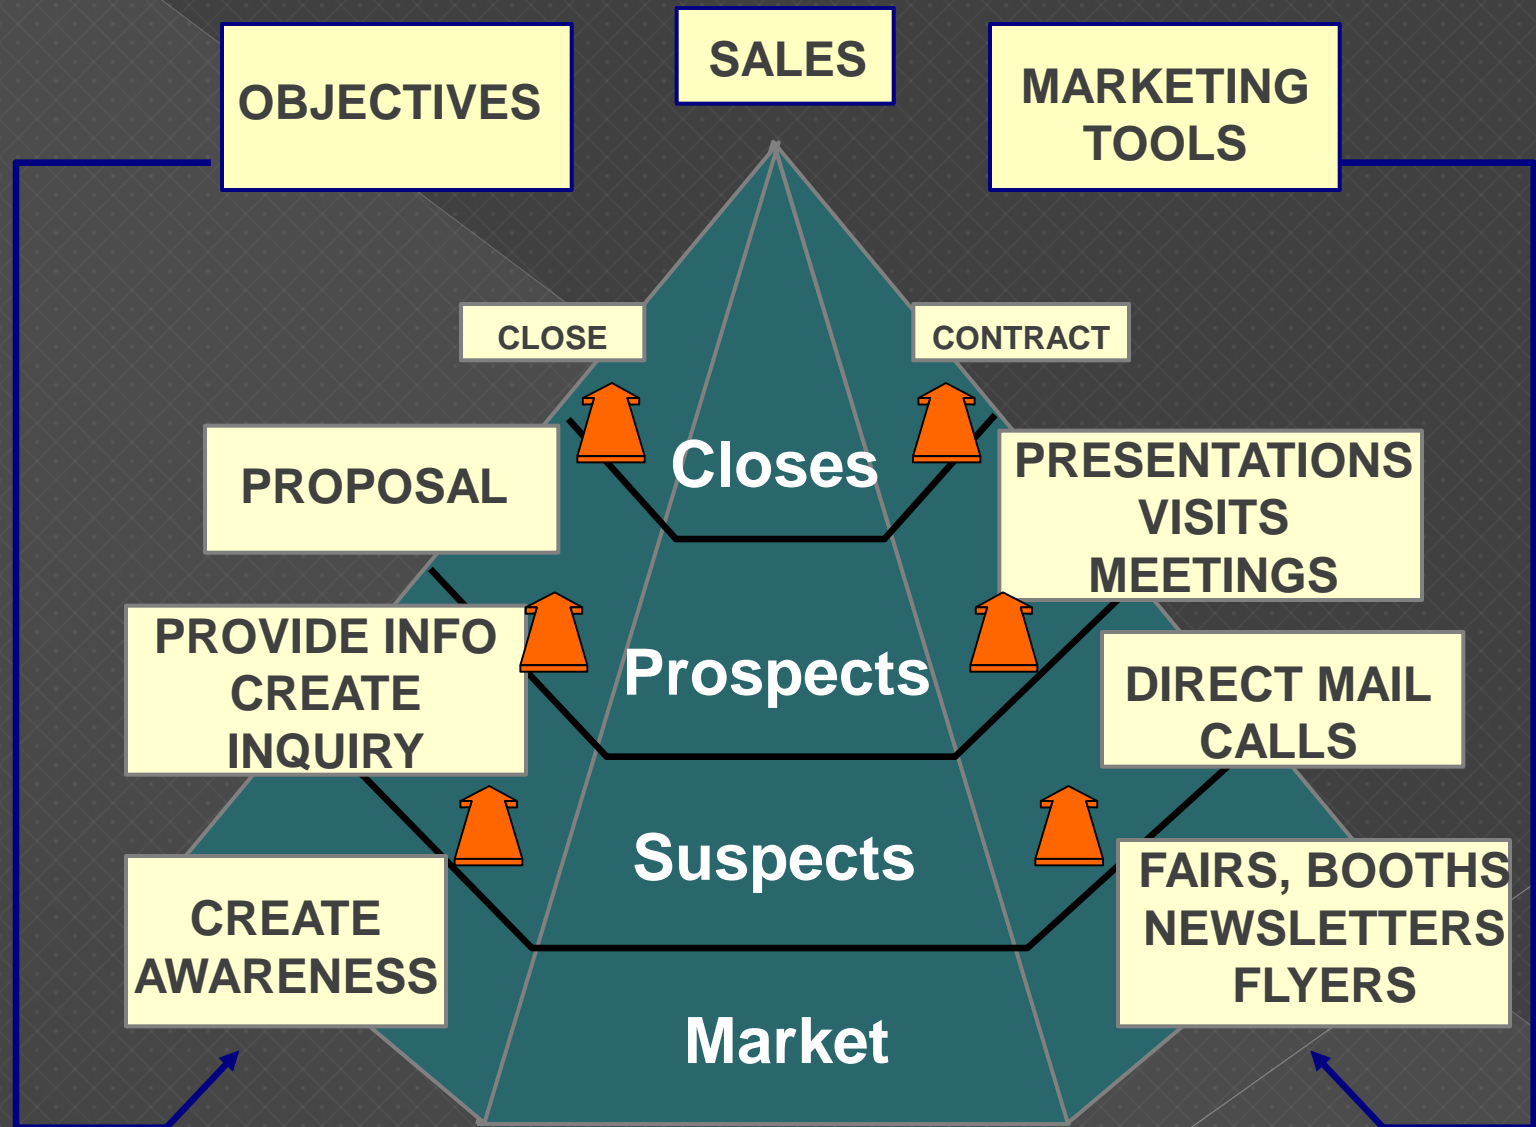 OBJECTIVES
SALES
MARKETING
TOOLS
CLOSE
CONTRACT
Closes
PROPOSAL
PRESENTATIONS
VISITS
MEETINGS
Prospects
PROVIDE INFO
CREATE
INQUIRY
DIRECT MAIL
CALLS
Suspects
CREATE
AWARENESS
FAIRS, BOOTHS
NEWSLETTERS
FLYERS
Market